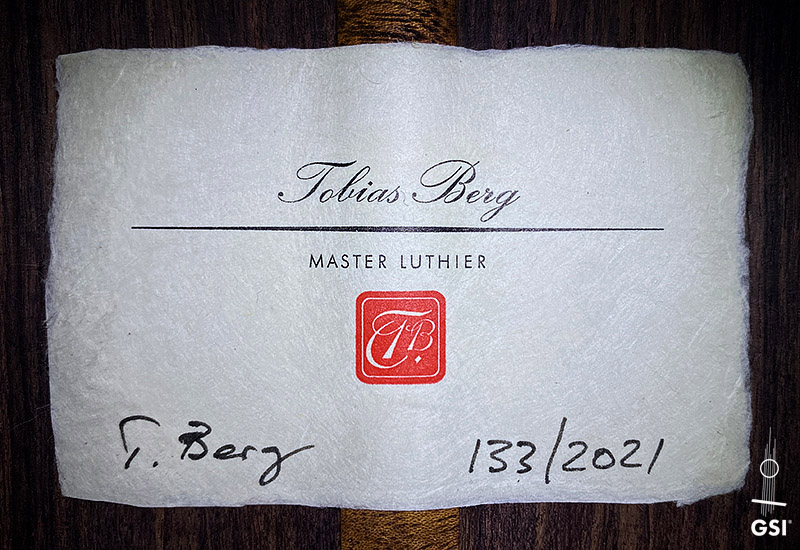 Tobias Berg
MASTER LUTHIER
TB.
T. Berg
133/2021
GSI